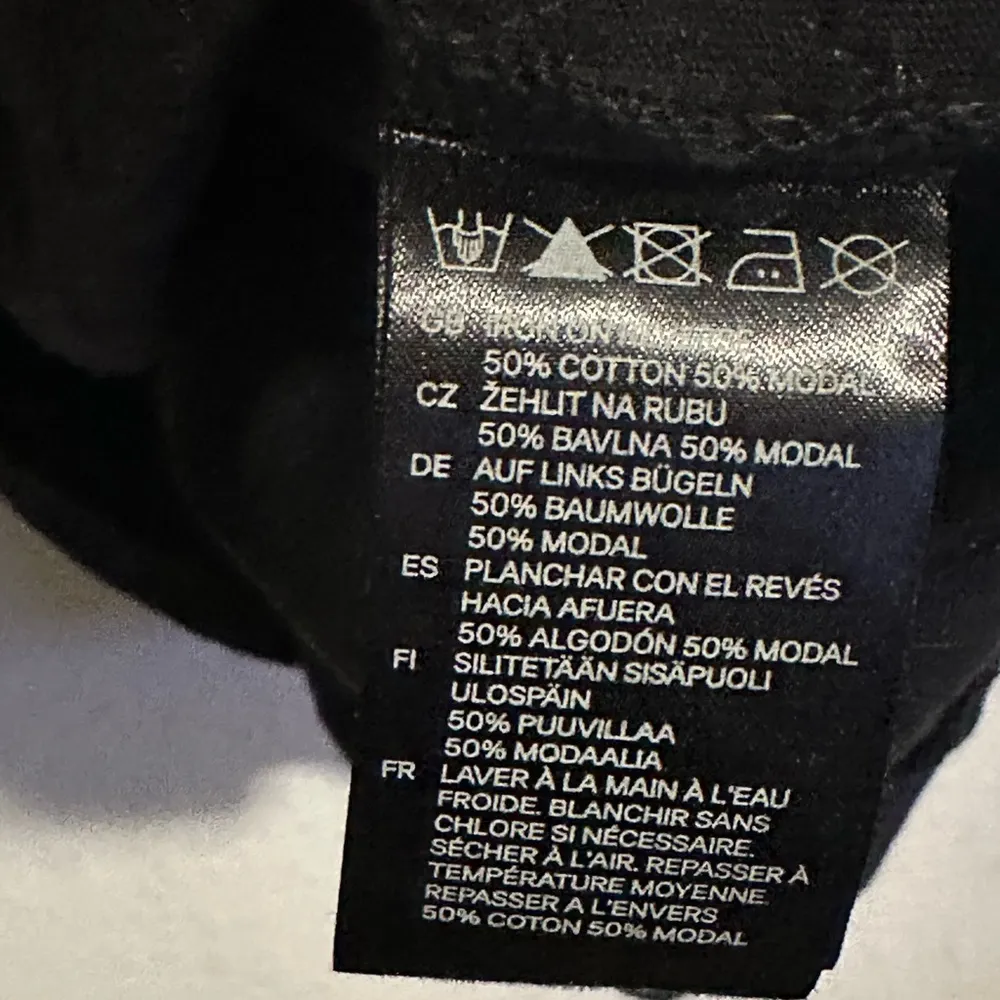 GB IRON ON
50% COTTON 50% MODAL
CZ ŽEHLIT NA RUBU
50% BAVLNA 50% MODAL
DE AUF LINKS BÜGELN
50% BAUMWOLLE
50% MODAL
ES PLANCHAR CON EL REVÉS
HACIA AFUERA
50% ALGODÓN 50% MODAL
FI SILITETÄÄN SISÄPUOLI
ULOSPÄIN
50% PUUVILLAA
50% MODAALIA
FR LAVER À LA MAIN À L'EAU
FROIDE. BLANCHIR SANS
CHLORE SI NÉCESSAIRE.
SÉCHER À L'AIR. REPASSER À
TEMPÉRATURE MOYENNE.
REPASSER A L'ENVERS
50% COTON 50% MODAL